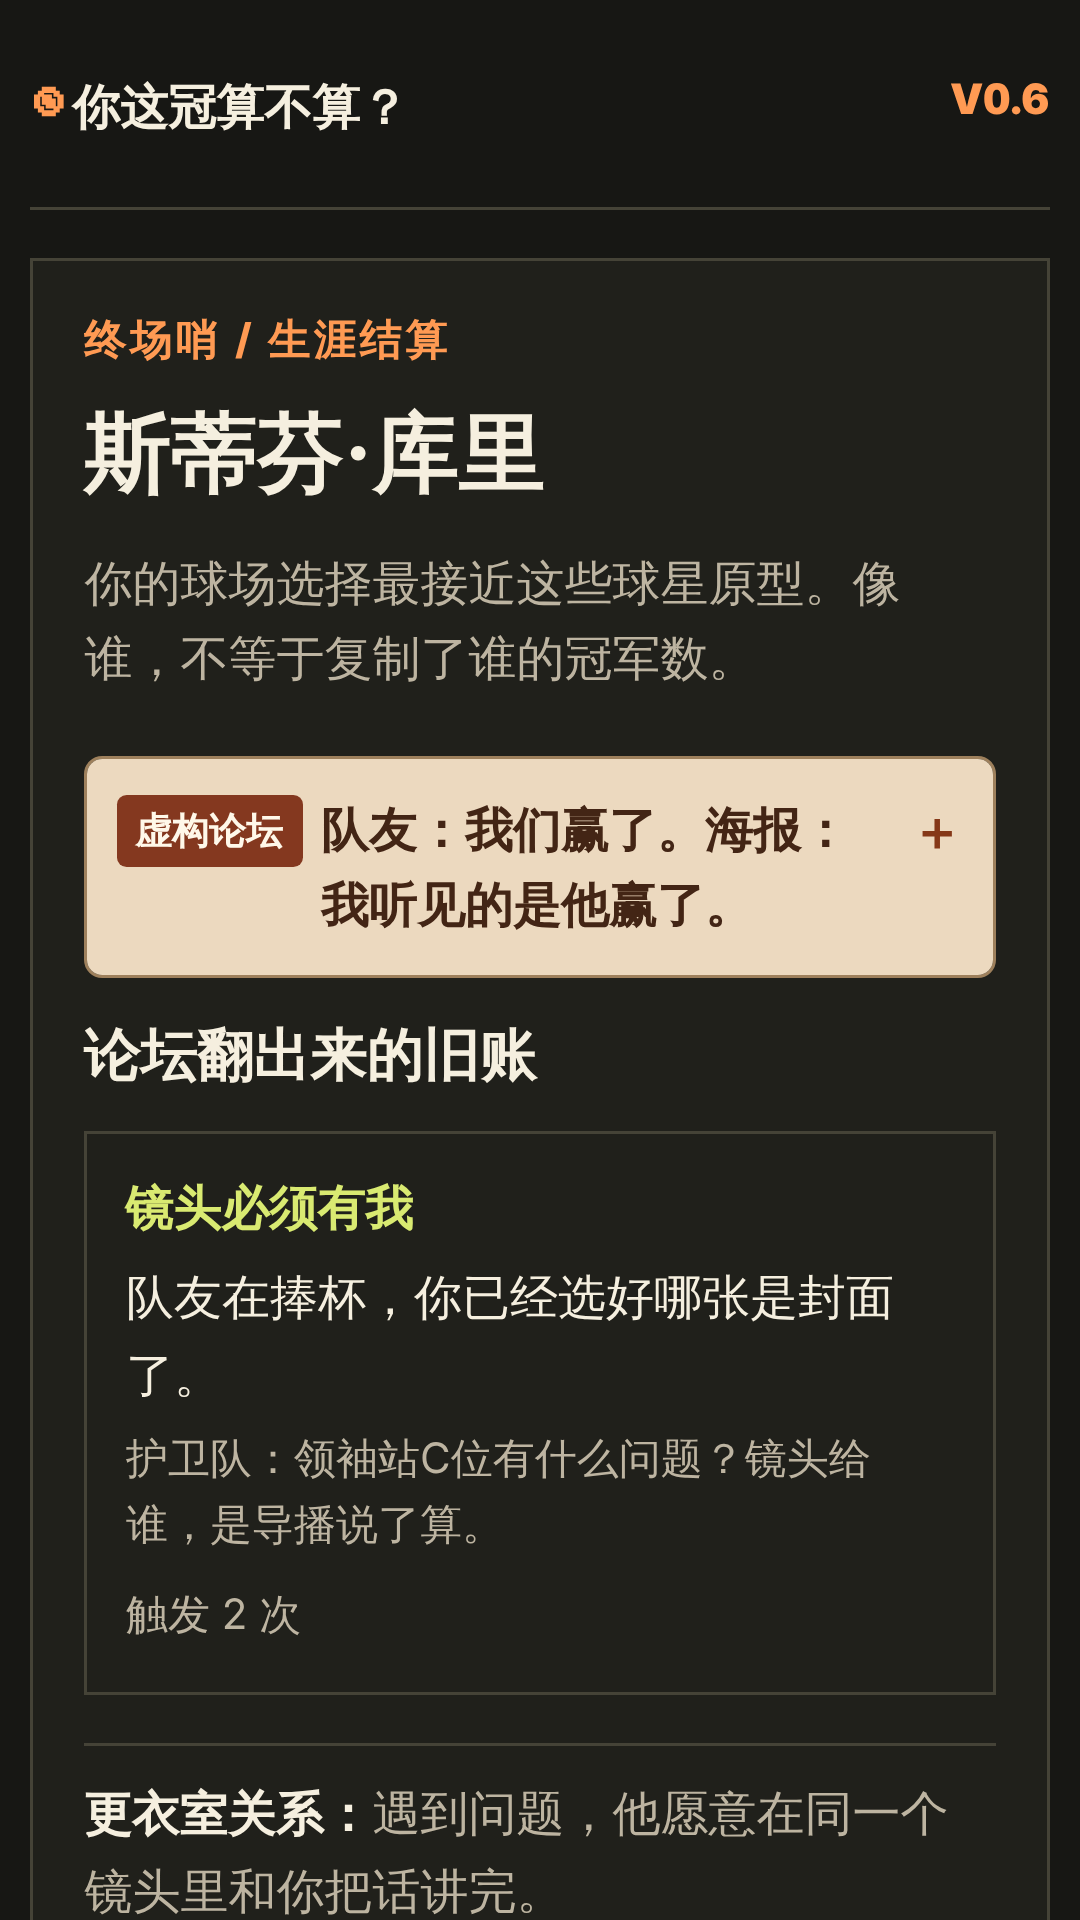 你这冠算不算？
V0.6
终场哨 / 生涯结算
斯蒂芬·库里
你的球场选择最接近这些球星原型。像
谁，不等于复制了谁的冠军数。
虚构论坛 队友：我们赢了。海报： +
我听见的是他赢了。
论坛翻出来的旧账
镜头必须有我
队友在捧杯，你已经选好哪张是封面
了。
护卫队：领袖站C位有什么问题？镜头给
谁，是导播说了算。
触发 2 次
更衣室关系：遇到问题，他愿意在同一个
镜头里和你把话讲完。